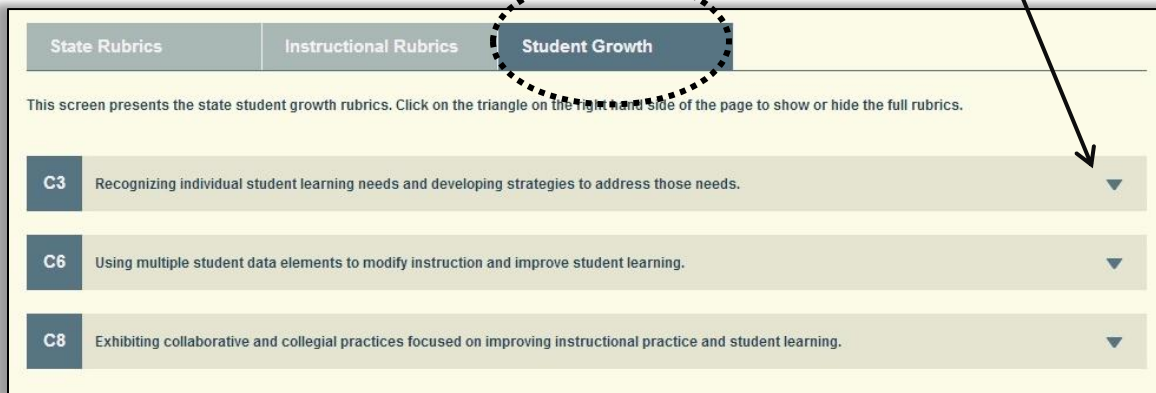 State Rubrics
Instructional Rubrics
Student Growth
This screen presents the state student growth rubrics. Click on the triangle on the right hand side of the page to show or hide the full rubrics.
C3 Recognizing individual student learning needs and developing strategies to address those needs.
C6 Using multiple student data elements to modify instruction and improve student learning.
C8 Exhibiting collaborative and collegial practices focused on improving instructional practice and student learning.